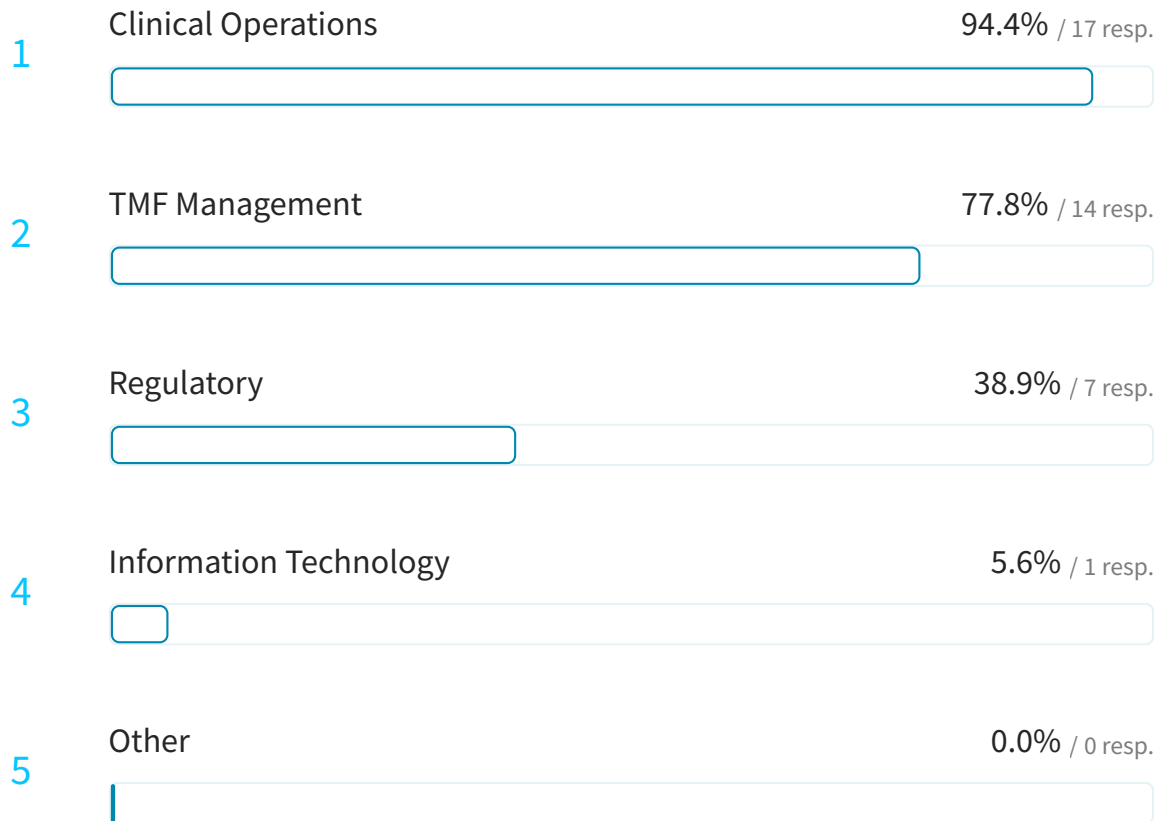 1 Clinical Operations 94.4% / 17 resp.
2 TMF Management 77.8% / 14 resp.
3 Regulatory 38.9% / 7 resp.
4 Information Technology 5.6% / 1 resp.
5 Other 0.0% / 0 resp.